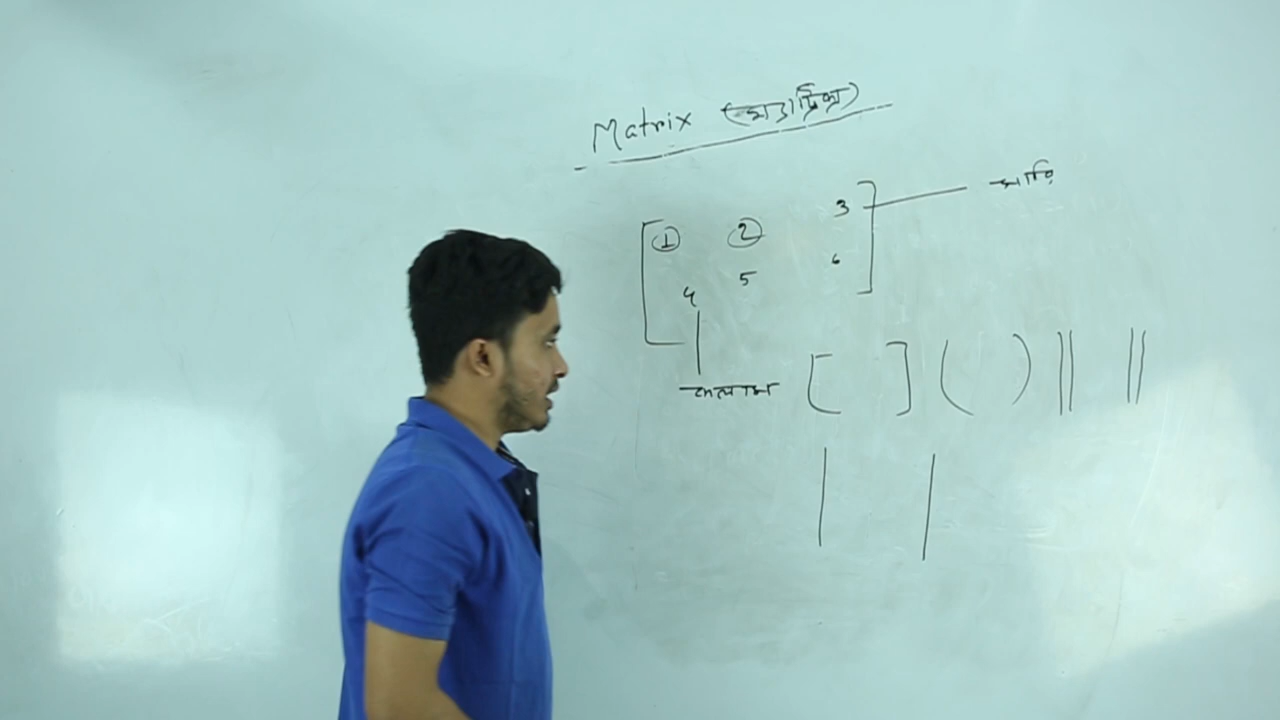 Matrix (ম্যাট্রিক্স)
1 2 3 সারি
4 5 6
কলাম
[ ] ( ) || ||
| |